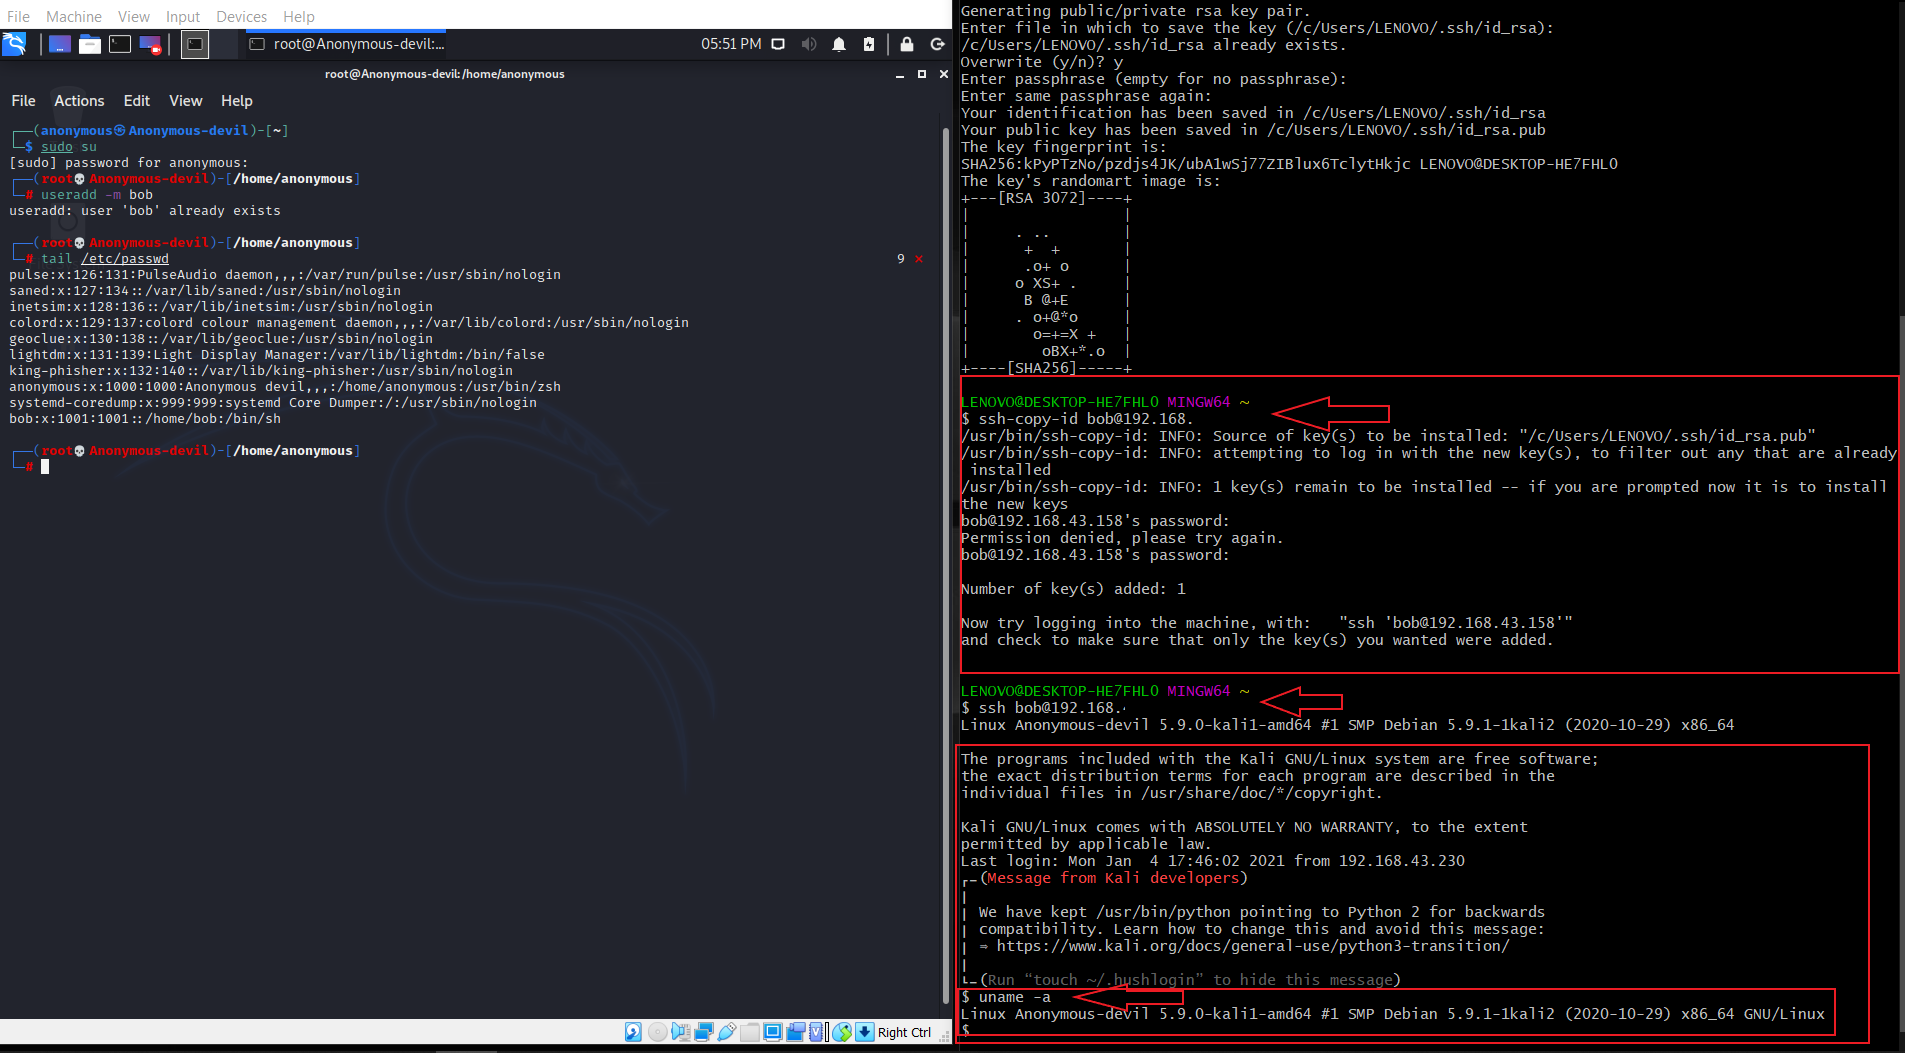 File Machine View Input Devices Help
root@Anonymous-devil:...
05:51 PM
root@Anonymous-devil:/home/anonymous
File Actions Edit View Help
┌──(anonymous㉿Anonymous-devil)-[~]
└─$ sudo su
[sudo] password for anonymous:
┌──(root💀Anonymous-devil)-[/home/anonymous]
└─# useradd -m bob
useradd: user 'bob' already exists
┌──(root💀Anonymous-devil)-[/home/anonymous]
└─# tail /etc/passwd 9 ⨯
pulse:x:126:131:PulseAudio daemon,,,:/var/run/pulse:/usr/sbin/nologin
saned:x:127:134::/var/lib/saned:/usr/sbin/nologin
inetsim:x:128:136::/var/lib/inetsim:/usr/sbin/nologin
colord:x:129:137:colord colour management daemon,,,:/var/lib/colord:/usr/sbin/nologin
geoclue:x:130:138::/var/lib/geoclue:/usr/sbin/nologin
lightdm:x:131:139:Light Display Manager:/var/lib/lightdm:/bin/false
king-phisher:x:132:140::/var/lib/king-phisher:/usr/sbin/nologin
anonymous:x:1000:1000:Anonymous devil,,,:/home/anonymous:/usr/bin/zsh
systemd-coredump:x:999:999:systemd Core Dumper:/:/usr/sbin/nologin
bob:x:1001:1001::/home/bob:/bin/sh
┌──(root💀Anonymous-devil)-[/home/anonymous]
└─#
Right Ctrl
Generating public/private rsa key pair.
Enter file in which to save the key (/c/Users/LENOVO/.ssh/id_rsa):
/c/Users/LENOVO/.ssh/id_rsa already exists.
Overwrite (y/n)? y
Enter passphrase (empty for no passphrase):
Enter same passphrase again:
Your identification has been saved in /c/Users/LENOVO/.ssh/id_rsa
Your public key has been saved in /c/Users/LENOVO/.ssh/id_rsa.pub
The key fingerprint is:
SHA256:kPyPTzNo/pzdjs4JK/ubA1wSj77ZIBlux6TclytHkjc LENOVO@DESKTOP-HE7FHLO
The key's randomart image is:
+---[RSA 3072]----+
|                 |
|     . ..        |
|      +  +       |
|      .o+ o      |
|     o XS+ .     |
|      B @+E      |
|     . o+@*o     |
|       o=+=X +   |
|        oBX+*.o  |
+----[SHA256]-----+
LENOVO@DESKTOP-HE7FHLO MINGW64 ~
$ ssh-copy-id bob@192.168.
/usr/bin/ssh-copy-id: INFO: Source of key(s) to be installed: "/c/Users/LENOVO/.ssh/id_rsa.pub"
/usr/bin/ssh-copy-id: INFO: attempting to log in with the new key(s), to filter out any that are already
installed
/usr/bin/ssh-copy-id: INFO: 1 key(s) remain to be installed -- if you are prompted now it is to install
the new keys
bob@192.168.43.158's password:
Permission denied, please try again.
bob@192.168.43.158's password:
Number of key(s) added: 1
Now try logging into the machine, with:   "ssh 'bob@192.168.43.158'"
and check to make sure that only the key(s) you wanted were added.
LENOVO@DESKTOP-HE7FHLO MINGW64 ~
$ ssh bob@192.168.
Linux Anonymous-devil 5.9.0-kali1-amd64 #1 SMP Debian 5.9.1-1kali2 (2020-10-29) x86_64
The programs included with the Kali GNU/Linux system are free software;
the exact distribution terms for each program are described in the
individual files in /usr/share/doc/*/copyright.
Kali GNU/Linux comes with ABSOLUTELY NO WARRANTY, to the extent
permitted by applicable law.
Last login: Mon Jan  4 17:46:02 2021 from 192.168.43.230
┏━(Message from Kali developers)
┃
┃ We have kept /usr/bin/python pointing to Python 2 for backwards
┃ compatibility. Learn how to change this and avoid this message:
┃ ⇒ https://www.kali.org/docs/general-use/python3-transition/
┃
┗━(Run “touch ~/.hushlogin” to hide this message)
$ uname -a
Linux Anonymous-devil 5.9.0-kali1-amd64 #1 SMP Debian 5.9.1-1kali2 (2020-10-29) x86_64 GNU/Linux
$